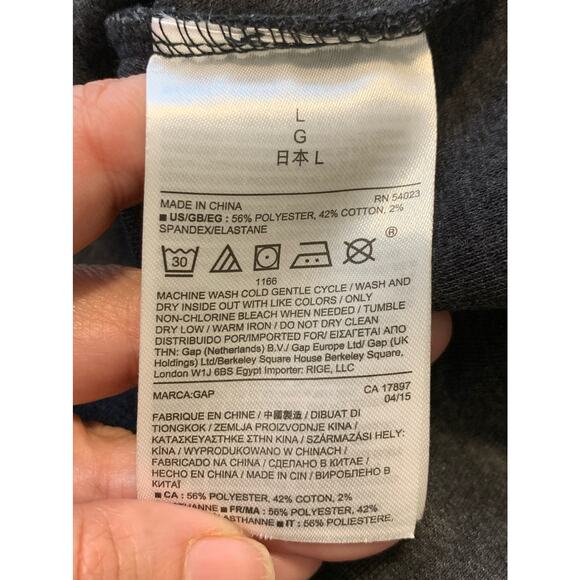 L
G
日本 L
MADE IN CHINA RN 54023
■ US/GB/EG : 56% POLYESTER, 42% COTTON, 2%
SPANDEX/ELASTANE
30 ®
1166
MACHINE WASH COLD GENTLE CYCLE / WASH AND
DRY INSIDE OUT WITH LIKE COLORS / ONLY
NON-CHLORINE BLEACH WHEN NEEDED / TUMBLE
DRY LOW / WARM IRON / DO NOT DRY CLEAN
DISTRIBUIDO POR/IMPORTED FOR/ ΕΙΣΑΓΕΤΑΙ ΑΠΟ
ΤΗΝ: Gap (Netherlands) B.V./ Gap Europe Ltd/ Gap (UK
Holdings) Ltd/Berkeley Square House Berkeley Square,
London W1J 6BS Egypt Importer: RIGE, LLC
MARCA:GAP CA 17897
04/15
FABRIQUE EN CHINE / 中國製造 / DIBUAT DI
TIONGKOK / ZEMLJA PROIZVODNJE KINA /
ΚΑΤΑΣΚΕΥΑΣΤΗΚΕ ΣΤΗΝ ΚΙΝΑ / SZÁRMAZÁSI HELY:
KÍNA / WYPRODUKOWANO W CHINACH /
FABRICADO NA CHINA / СДЕЛАНО В КИТАЕ /
HECHO EN CHINA / MADE IN CIN / ВИРОБЛЕНО В
КИТАЇ
■ CA : 56% POLYESTER, 42% COTTON, 2%
■ FR/MA : 56% POLYESTER, 42%
■ IT : 56% POLIESTERE,